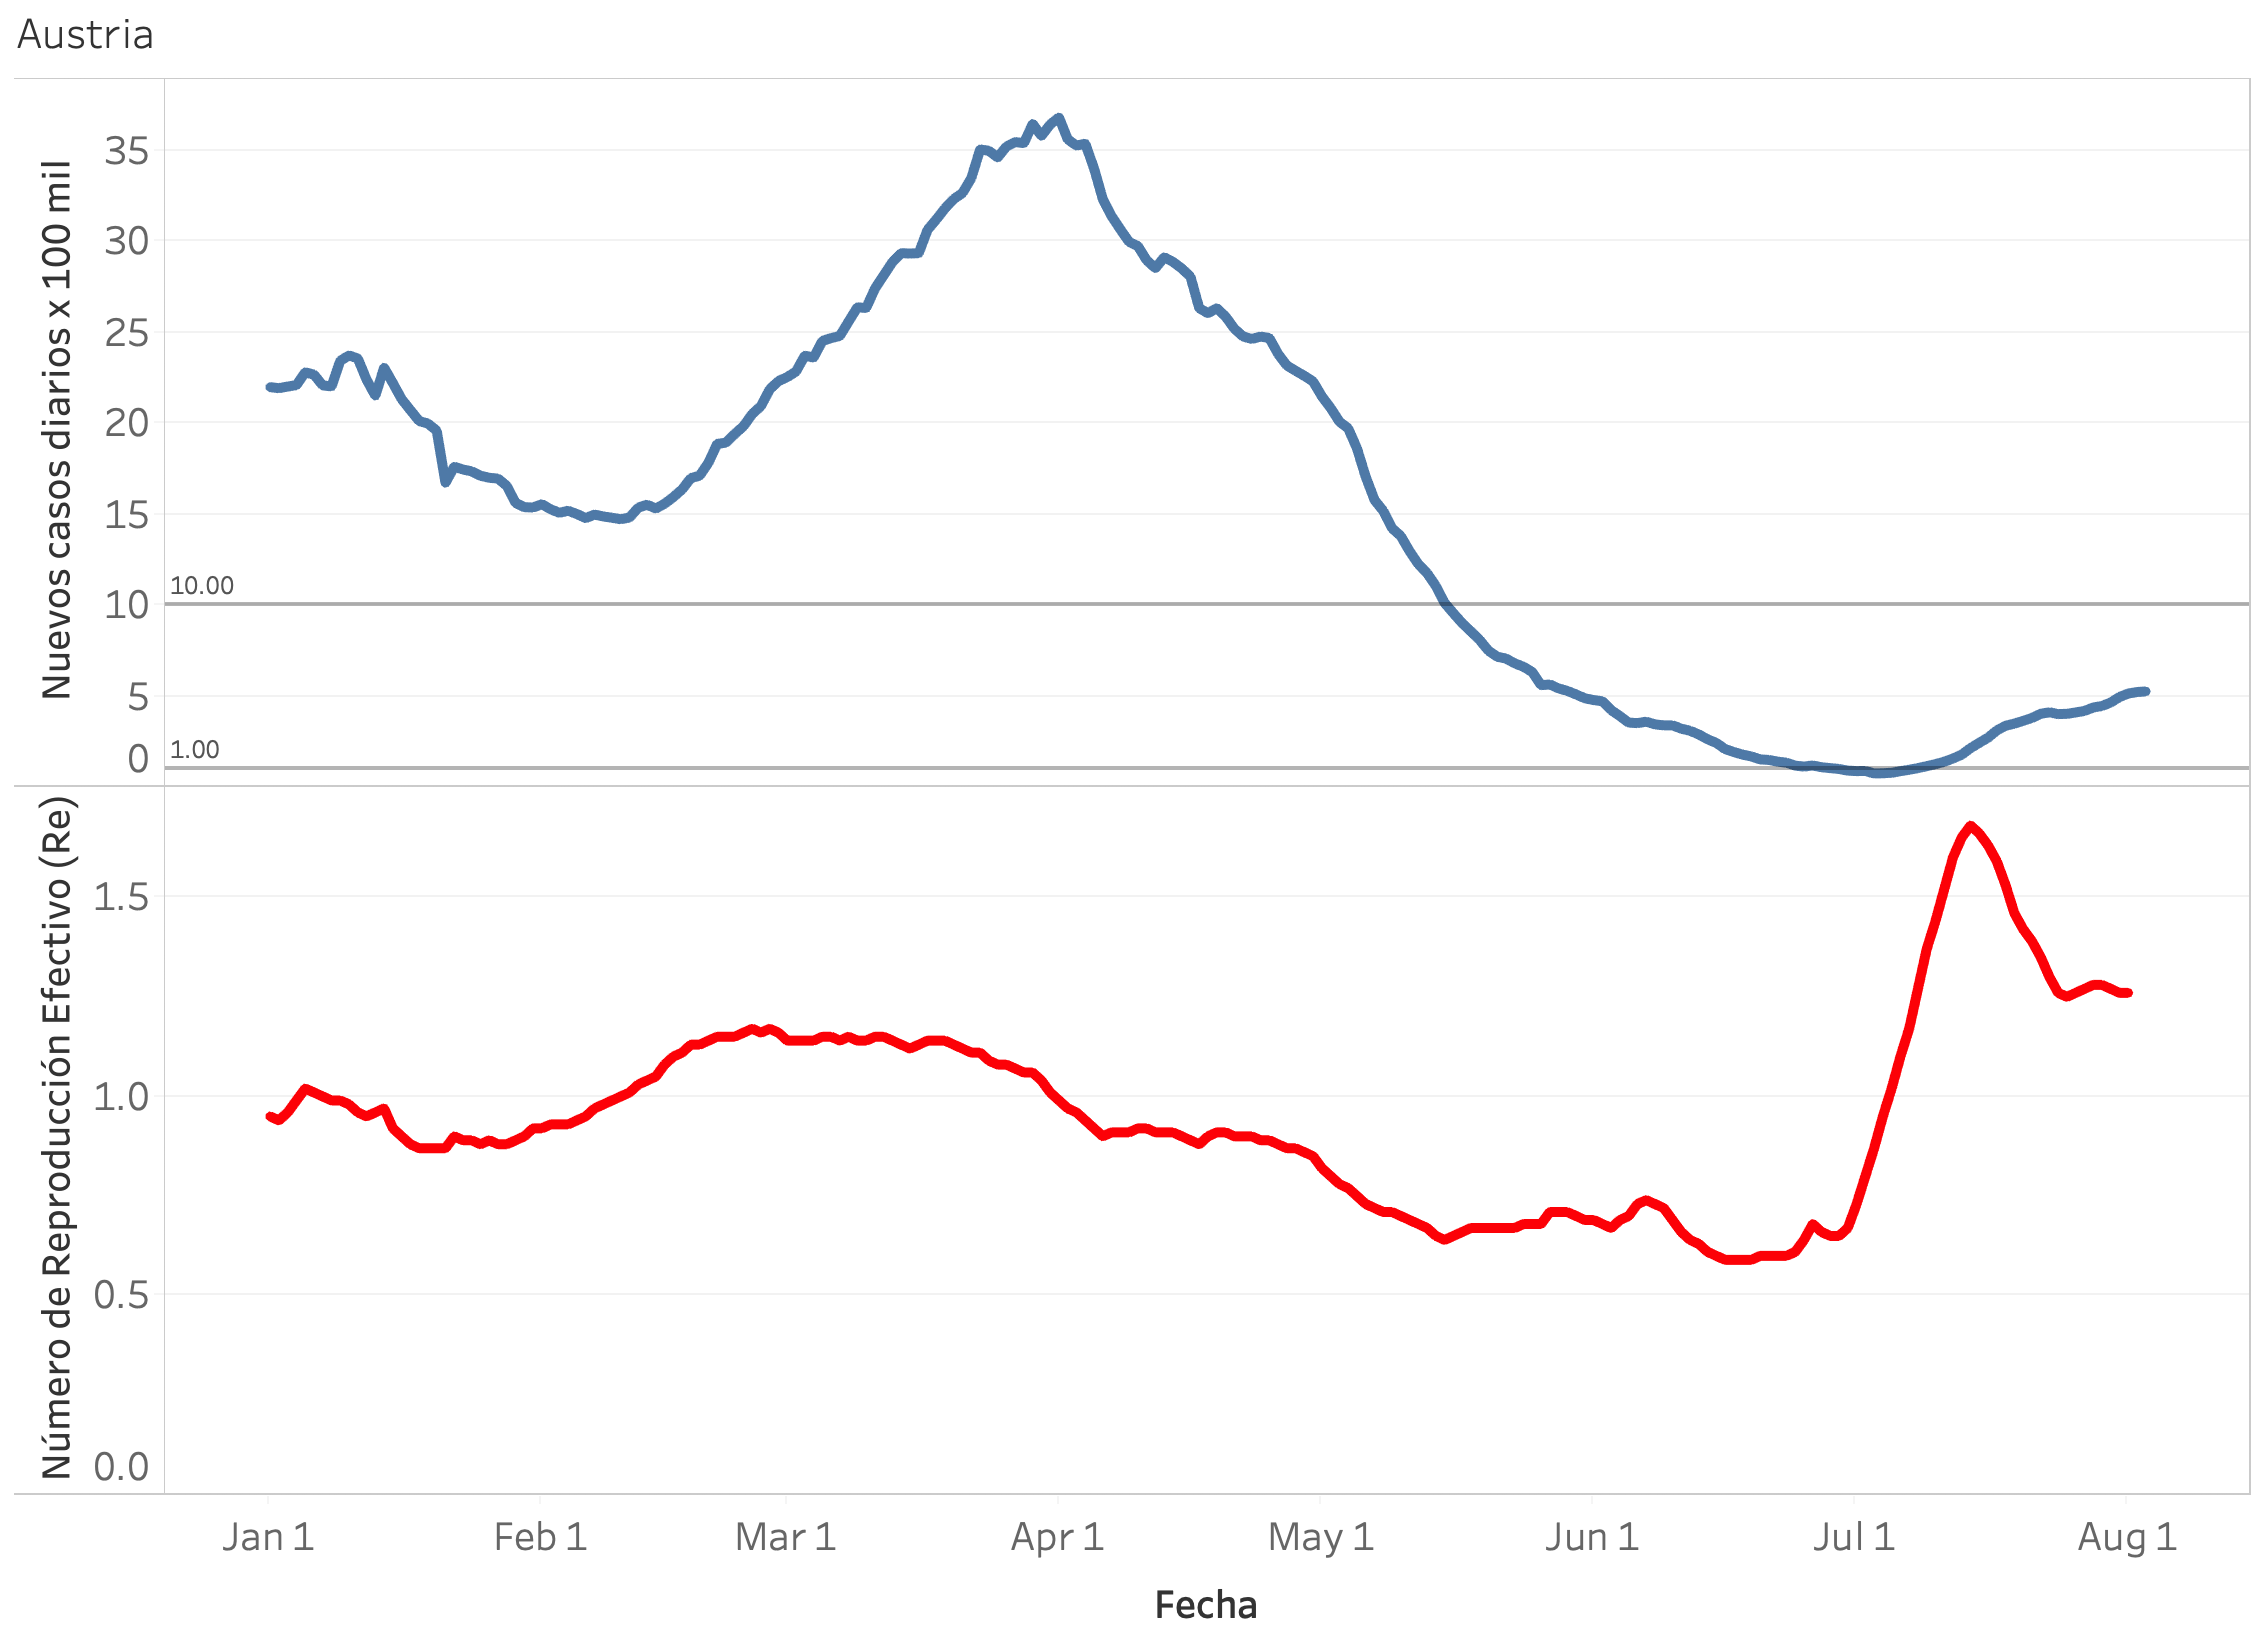 Austria
Nuevos casos diarios x 100 mil
35
30
25
20
15
10
5
0
10.00
1.00
Número de Reproducción Efectivo (Re)
1.5
1.0
0.5
0.0
Jan 1
Feb 1
Mar 1
Apr 1
May 1
Jun 1
Jul 1
Aug 1
Fecha